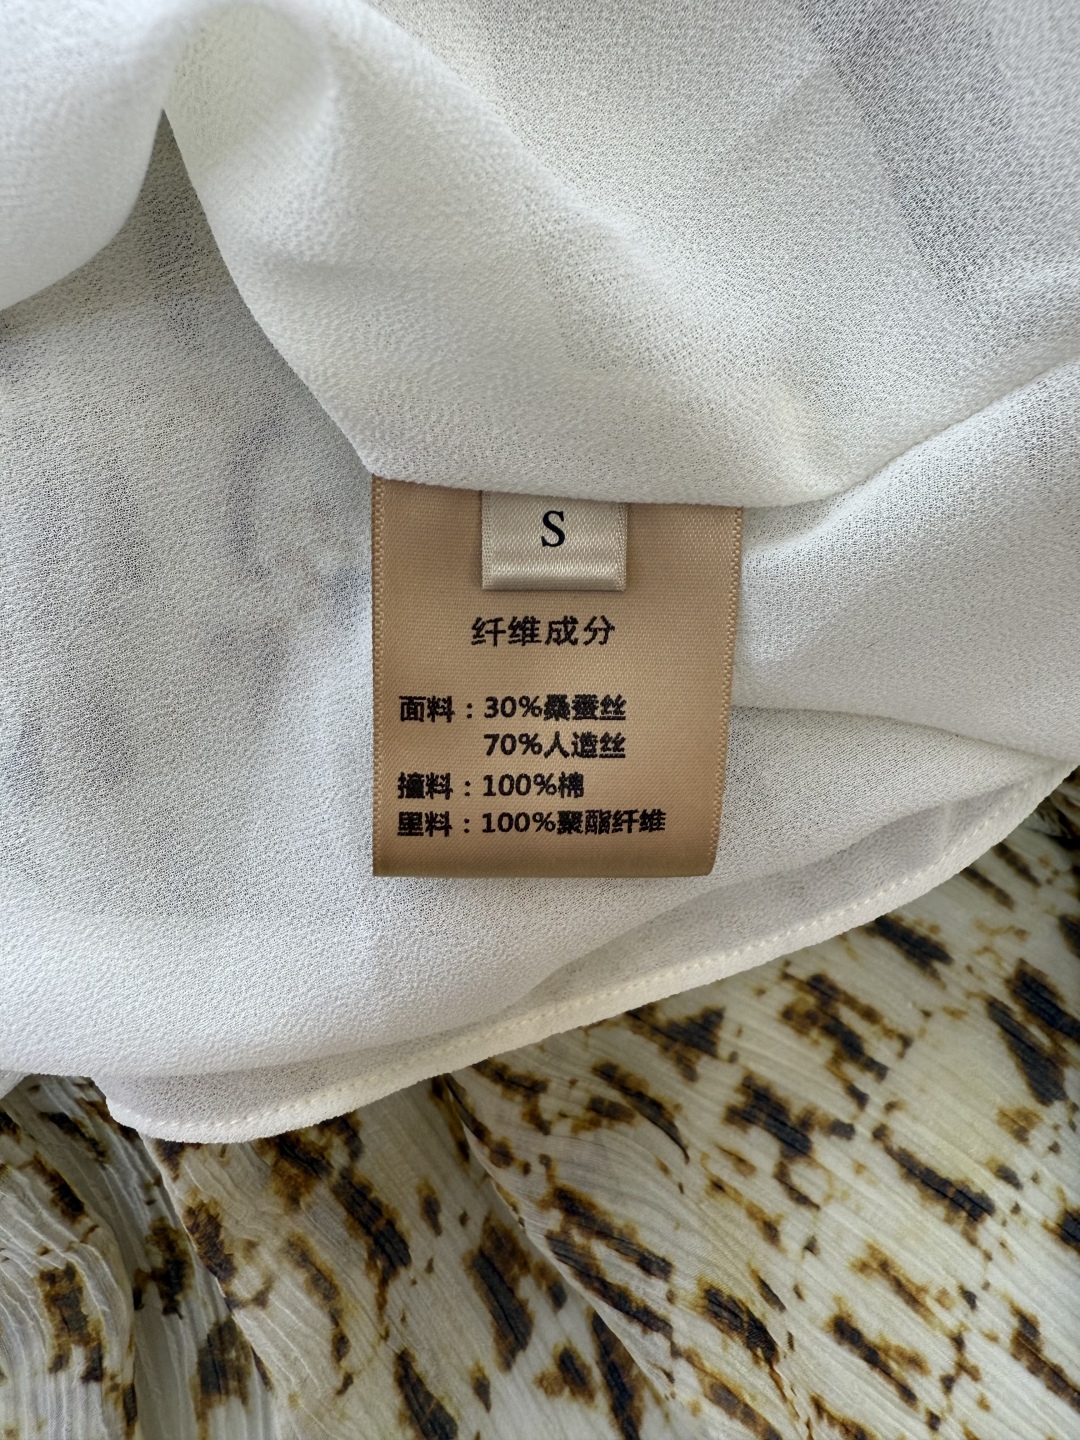 S
纤维成分
面料：30%桑蚕丝
70%人造丝
撞料：100%棉
里料：100%聚酯纤维